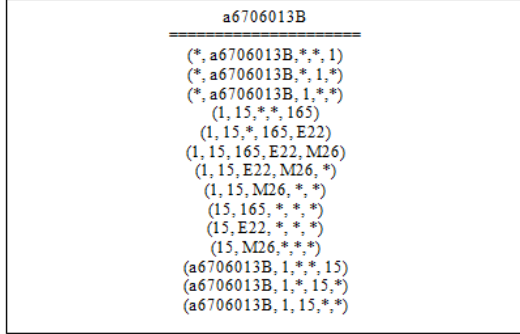 a6706013B
=====================
(*, a6706013B,*,*, 1)
(*, a6706013B,*, 1,*)
(*, a6706013B, 1,*,*)
(1, 15,*,*, 165)
(1, 15,*, 165, E22)
(1, 15, 165, E22, M26)
(1, 15, E22, M26, *)
(1, 15, M26, *, *)
(15, 165, *, *, *)
(15, E22, *, *, *)
(15, M26,*,*,*)
(a6706013B, 1,*,*, 15)
(a6706013B, 1,*, 15,*)
(a6706013B, 1, 15,*,*)